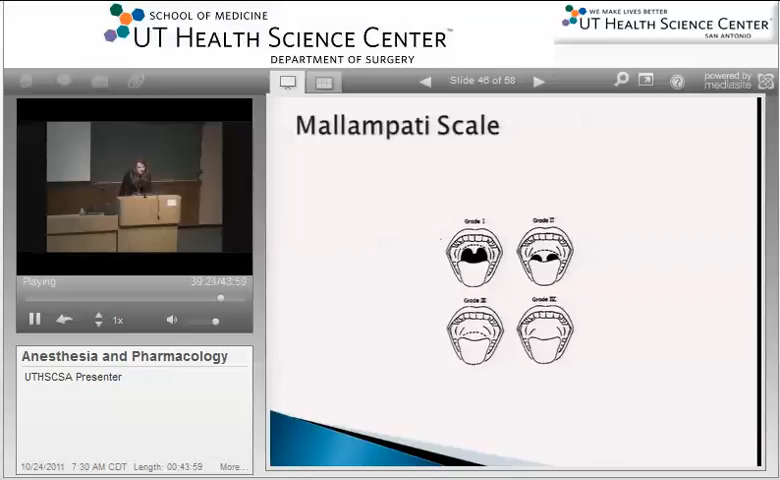 SCHOOL OF MEDICINE
UT HEALTH SCIENCE CENTER™
DEPARTMENT OF SURGERY
WE MAKE LIVES BETTER
UT HEALTH SCIENCE CENTER
SAN ANTONIO
Slide 46 of 58
powered by
mediasite
Mallampati Scale
Grade I
Grade II
Grade III
Grade IV
Playing
39:21/43:59
1x
Anesthesia and Pharmacology
UTHSCSA Presenter
10/24/2011 7:30 AM CDT Length: 00:43:59 More...